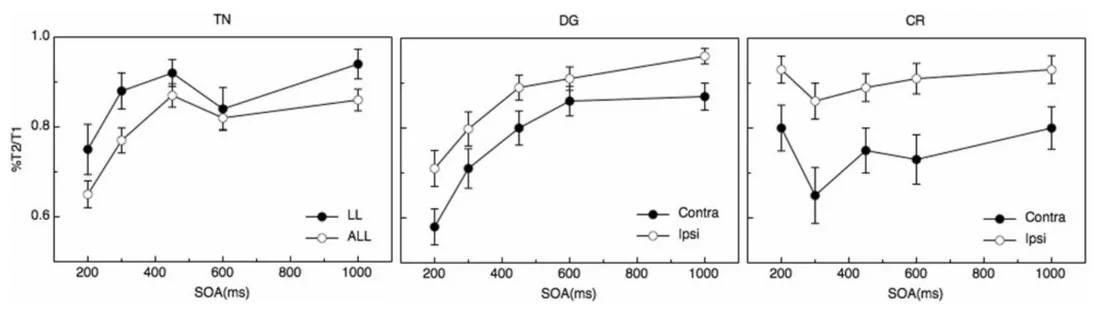 TN
DG
CR
%T2/T1
1.0
0.8
0.6
LL
ALL
200 400 600 800 1000
SOA(ms)
Contra
Ipsi
200 400 600 800 1000
SOA(ms)
Contra
Ipsi
200 400 600 800 1000
SOA(ms)